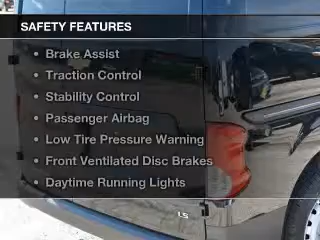 SAFETY FEATURES
• Brake Assist
• Traction Control
• Stability Control
• Passenger Airbag
• Low Tire Pressure Warning
• Front Ventilated Disc Brakes
• Daytime Running Lights
LS